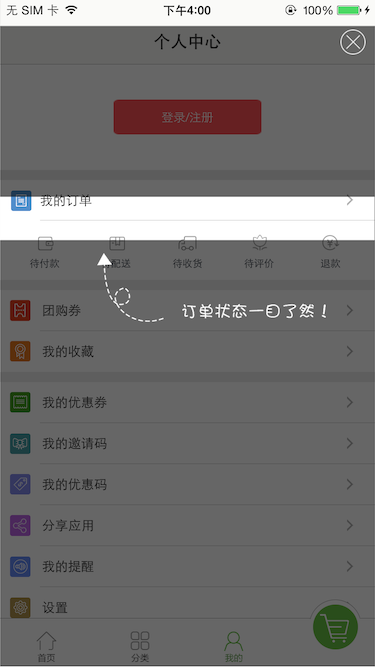 无 SIM 卡 下午4:00 100%
个人中心
登录/注册
我的订单
待付款 待配送 待收货 待评价 退款
订单状态一目了然！
团购券
我的收藏
我的优惠券
我的邀请码
我的优惠码
分享应用
我的提醒
设置
首页 分类 我的